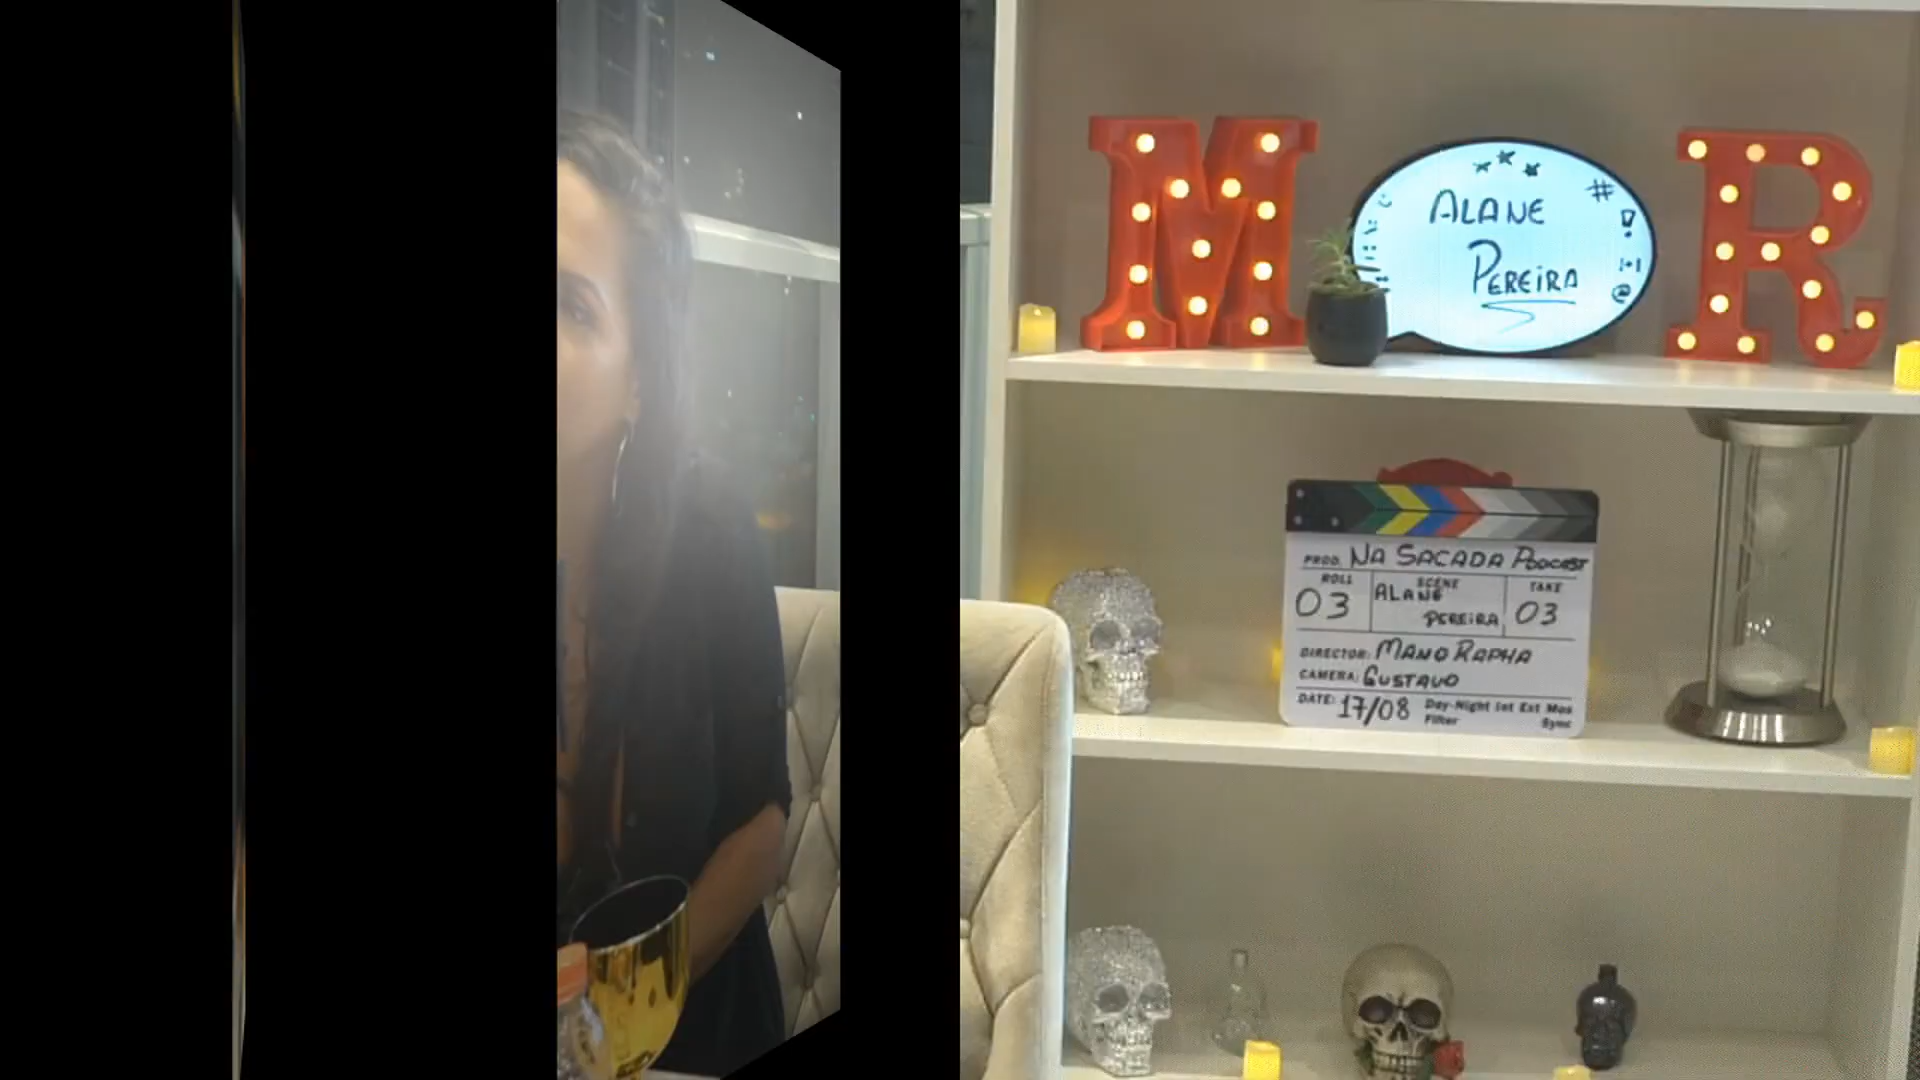 M R
ALANE
PEREIRA
#
@
PROD. NA SACADA PODCAST
ROLL SCENE TAKE
03 ALANE PEREIRA 03
DIRECTOR: MANO RAPHA
CAMERA: GUSTAVO
DATE: 17/08 Day-Night Int Ext Mos
Filter Sync